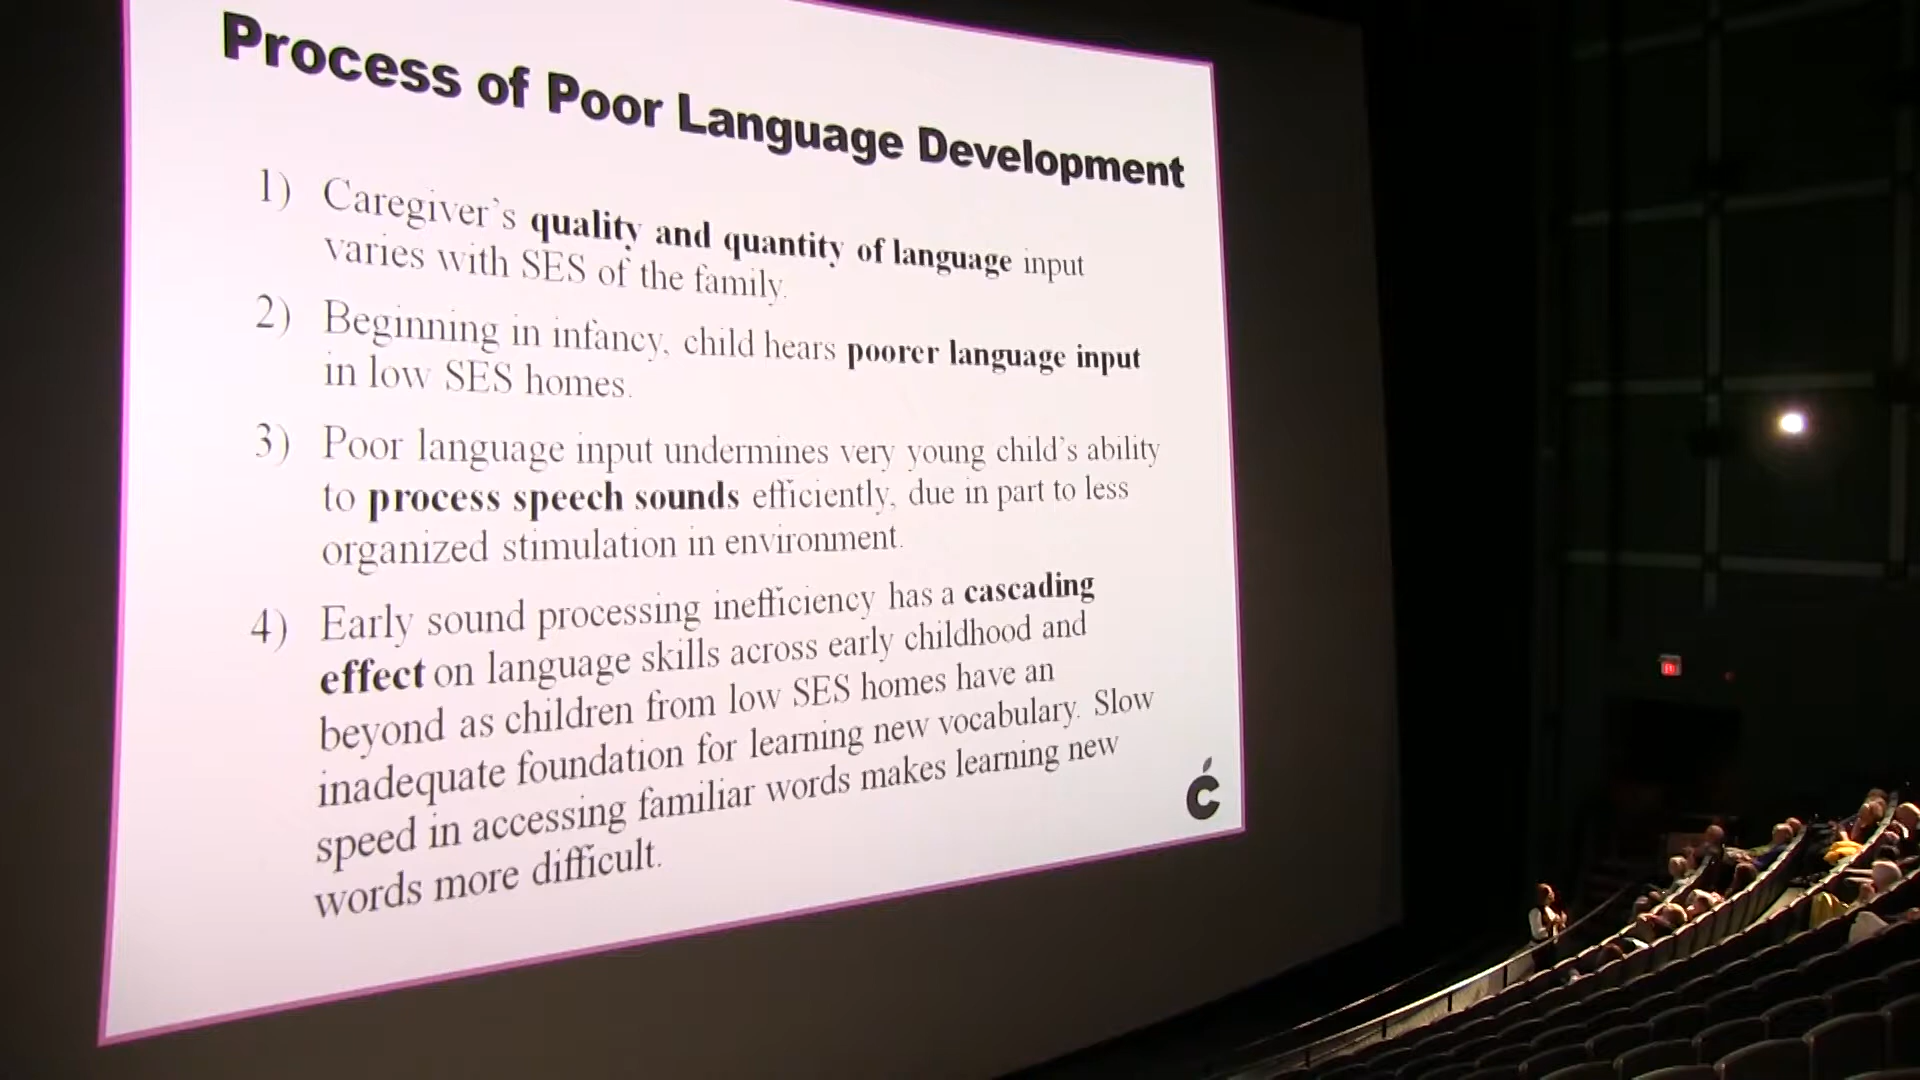 Process of Poor Language Development
1) Caregiver's quality and quantity of language input
varies with SES of the family.
2) Beginning in infancy, child hears poorer language input
in low SES homes.
3) Poor language input undermines very young child's ability
to process speech sounds efficiently, due in part to less
organized stimulation in environment.
4) Early sound processing inefficiency has a cascading
effect on language skills across early childhood and
beyond as children from low SES homes have an
inadequate foundation for learning new vocabulary. Slow
speed in accessing familiar words makes learning new
words more difficult.